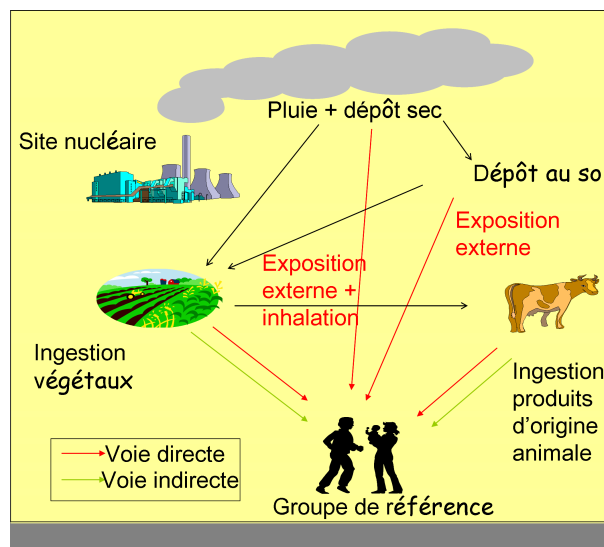 Pluie + dépôt sec
Site nucléaire
Dépôt au so
Exposition
externe
Exposition
externe +
inhalation
Ingestion
végétaux
Ingestion
produits
d'origine
animale
Voie directe
Voie indirecte
Groupe de référence